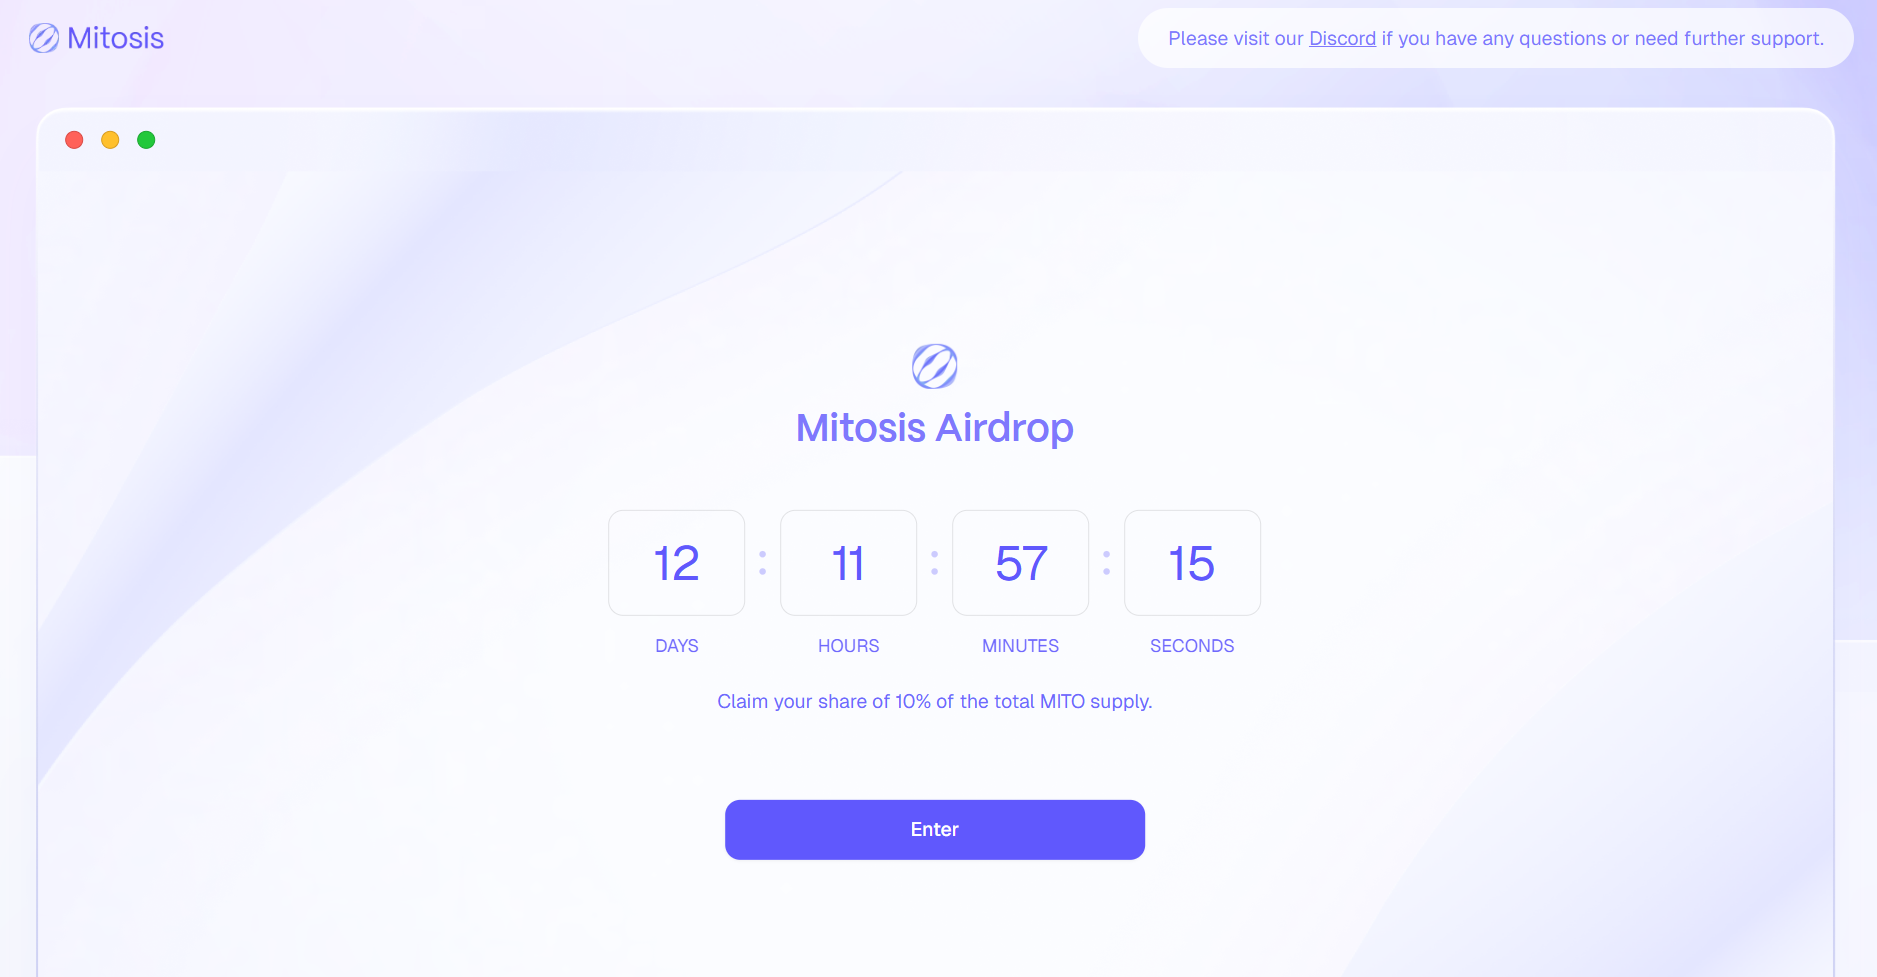 Mitosis
Please visit our Discord if you have any questions or need further support.
Mitosis Airdrop
12 : 11 : 57 : 15
DAYS HOURS MINUTES SECONDS
Claim your share of 10% of the total MITO supply.
Enter